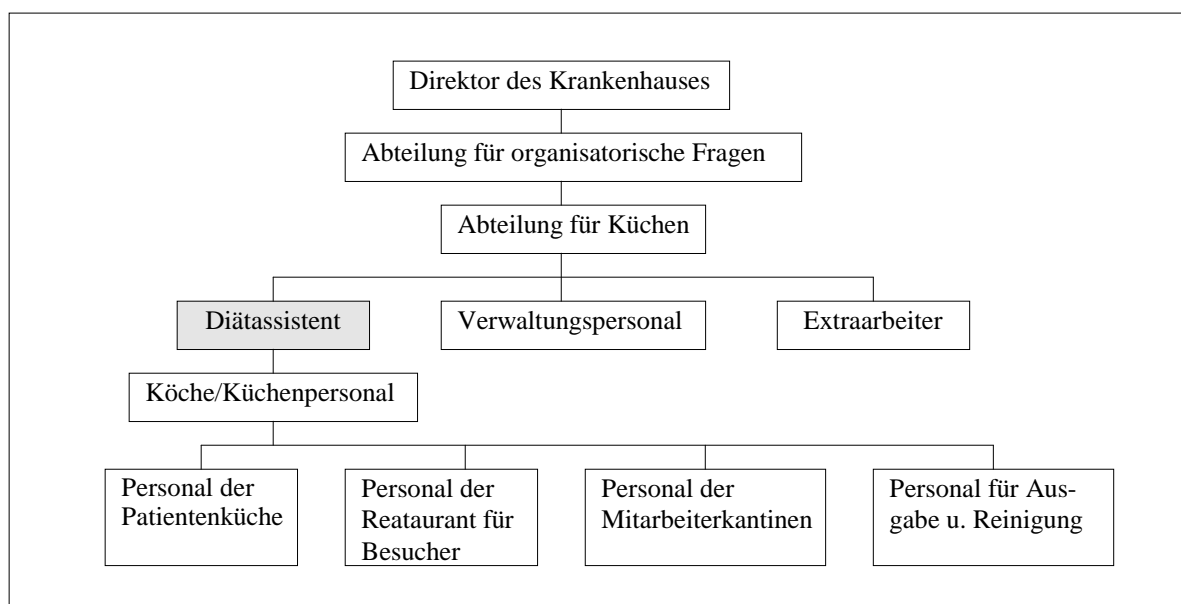 Direktor des Krankenhauses
Abteilung für organisatorische Fragen
Abteilung für Küchen
Diätassistent
Verwaltungspersonal
Extraarbeiter
Köche/Küchenpersonal
Personal der
Patientenküche
Personal der
Reataurant für
Besucher
Personal der
Mitarbeiterkantinen
Personal für Aus-
gabe u. Reinigung